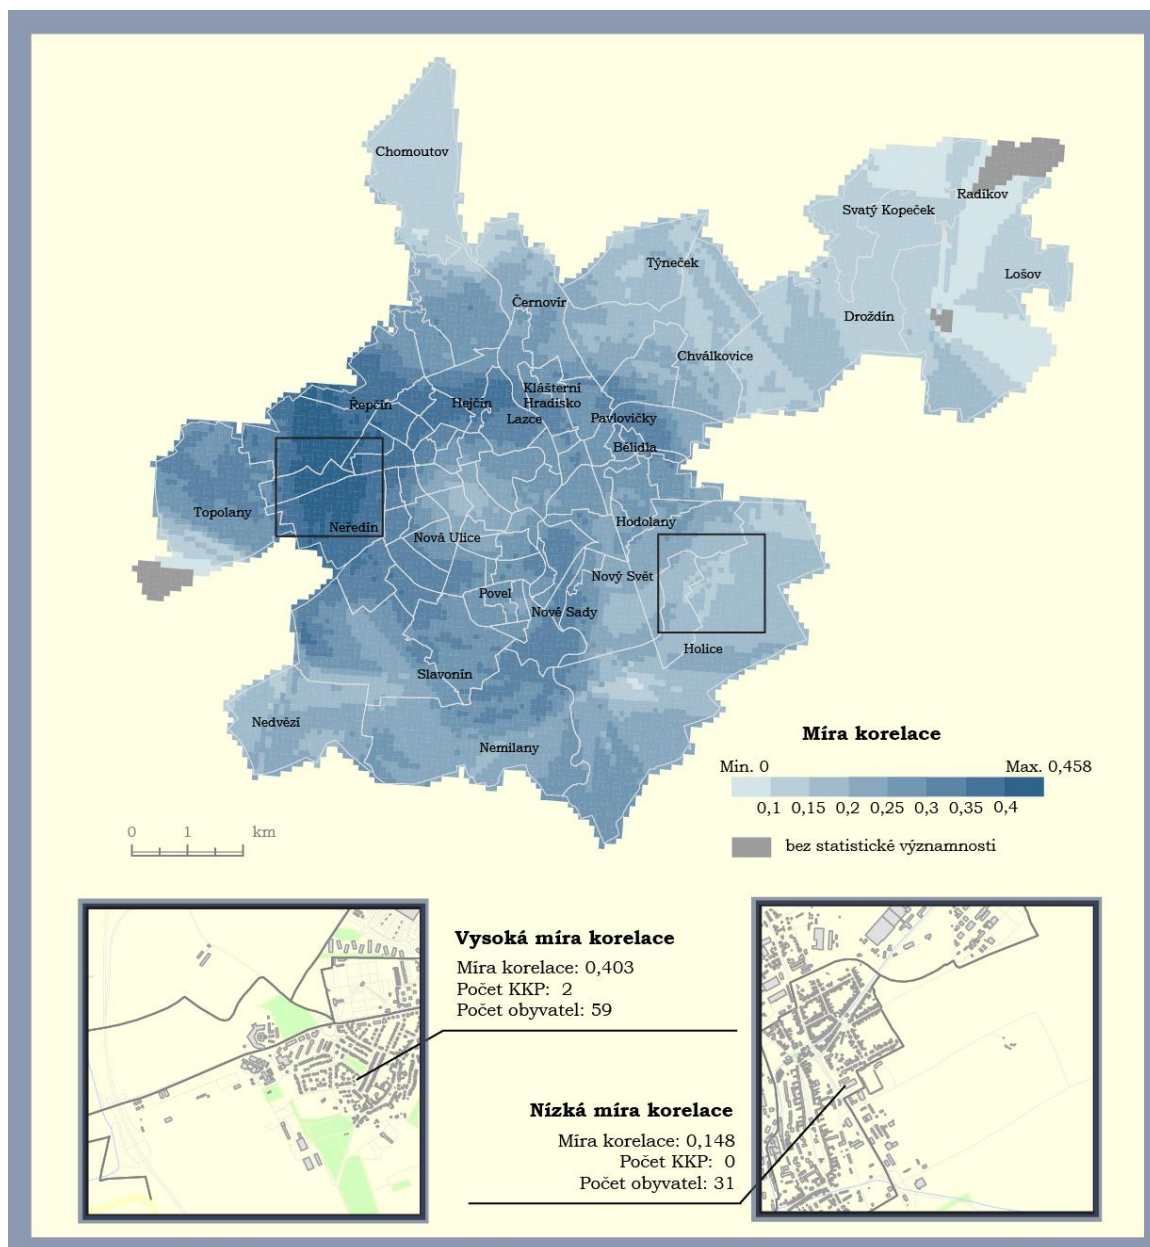 Chomoutov
Radíkov
Svatý Kopeček
Týneček
Lošov
Černovír
Droždín
Chválkovice
Klášterní
Hradisko
Řepčín
Hejčín
Lazce
Pavlovičky
Bělidla
Topolany
Neředín
Nová Ulice
Hodolany
Nový Svět
Povel
Nové Sady
Holice
Slavonín
Nedvězí
Nemilany
Míra korelace
Min. 0
Max. 0,458
0,1 0,15 0,2 0,25 0,3 0,35 0,4
bez statistické významnosti
0 1 km
Vysoká míra korelace
Míra korelace: 0,403
Počet KKP: 2
Počet obyvatel: 59
Nízká míra korelace
Míra korelace: 0,148
Počet KKP: 0
Počet obyvatel: 31